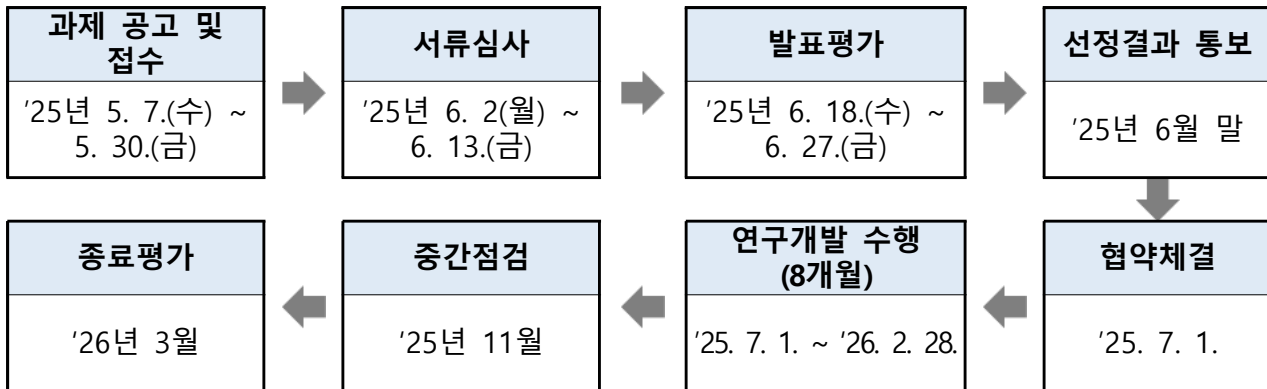 과제 공고 및
접수
'25년 5. 7.(수) ~
5. 30.(금)
서류심사
'25년 6. 2(월) ~
6. 13.(금)
발표평가
'25년 6. 18.(수) ~
6. 27.(금)
선정결과 통보
'25년 6월 말
협약체결
'25. 7. 1.
연구개발 수행
(8개월)
'25. 7. 1. ~ '26. 2. 28.
중간점검
'25년 11월
종료평가
'26년 3월